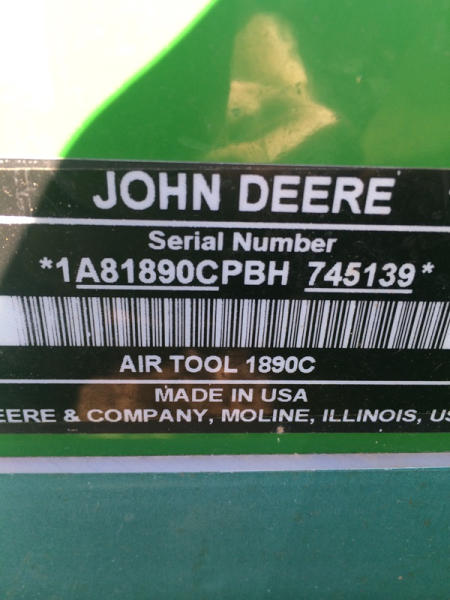 JOHN DEERE
Serial Number
*1A81890CPBH 745139*
AIR TOOL 1890C
MADE IN USA
EERE & COMPANY, MOLINE, ILLINOIS, US